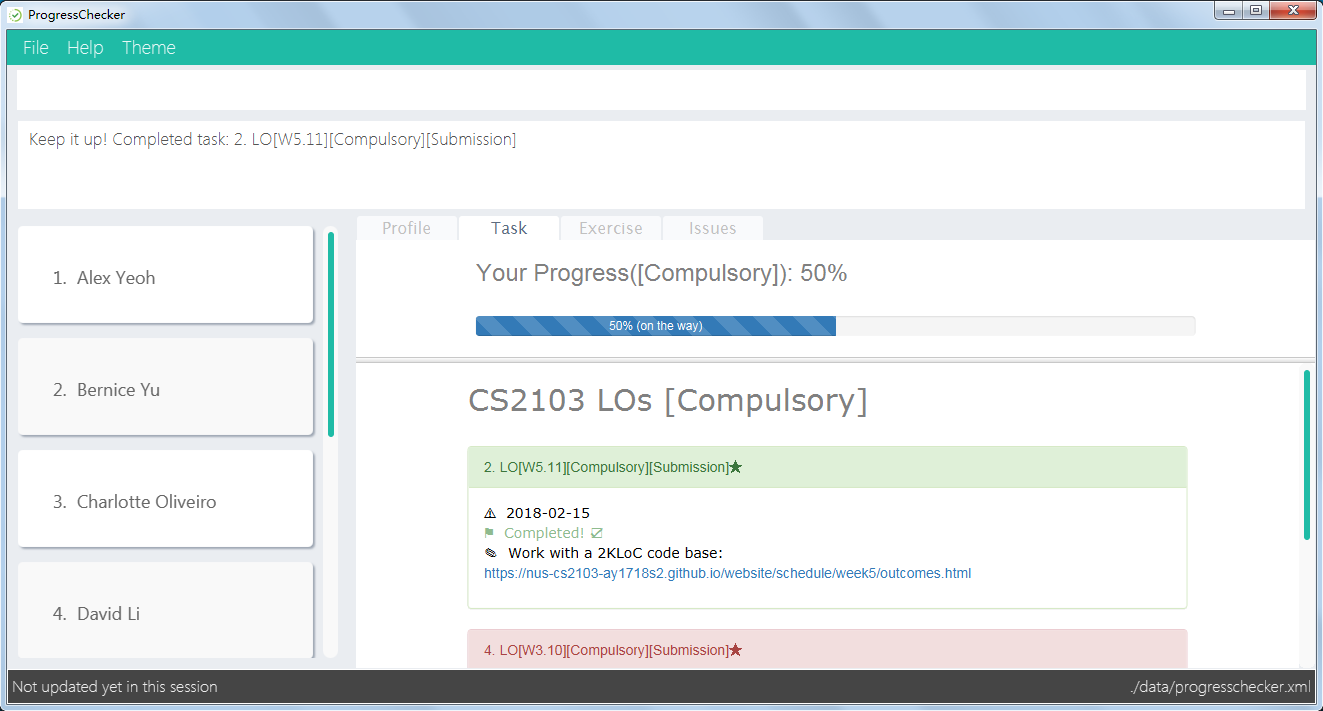 ProgressChecker
File Help Theme
Keep it up! Completed task: 2. LO[W5.11][Compulsory][Submission]
1. Alex Yeoh
2. Bernice Yu
3. Charlotte Oliveiro
4. David Li
Profile Task Exercise Issues
Your Progress([Compulsory]): 50%
50% (on the way)
CS2103 LOs [Compulsory]
2. LO[W5.11][Compulsory][Submission]★
⚠ 2018-02-15
⚑ Completed! ☑
✎ Work with a 2KLoC code base:
https://nus-cs2103-ay1718s2.github.io/website/schedule/week5/outcomes.html
4. LO[W3.10][Compulsory][Submission]★
Not updated yet in this session
./data/progresschecker.xml